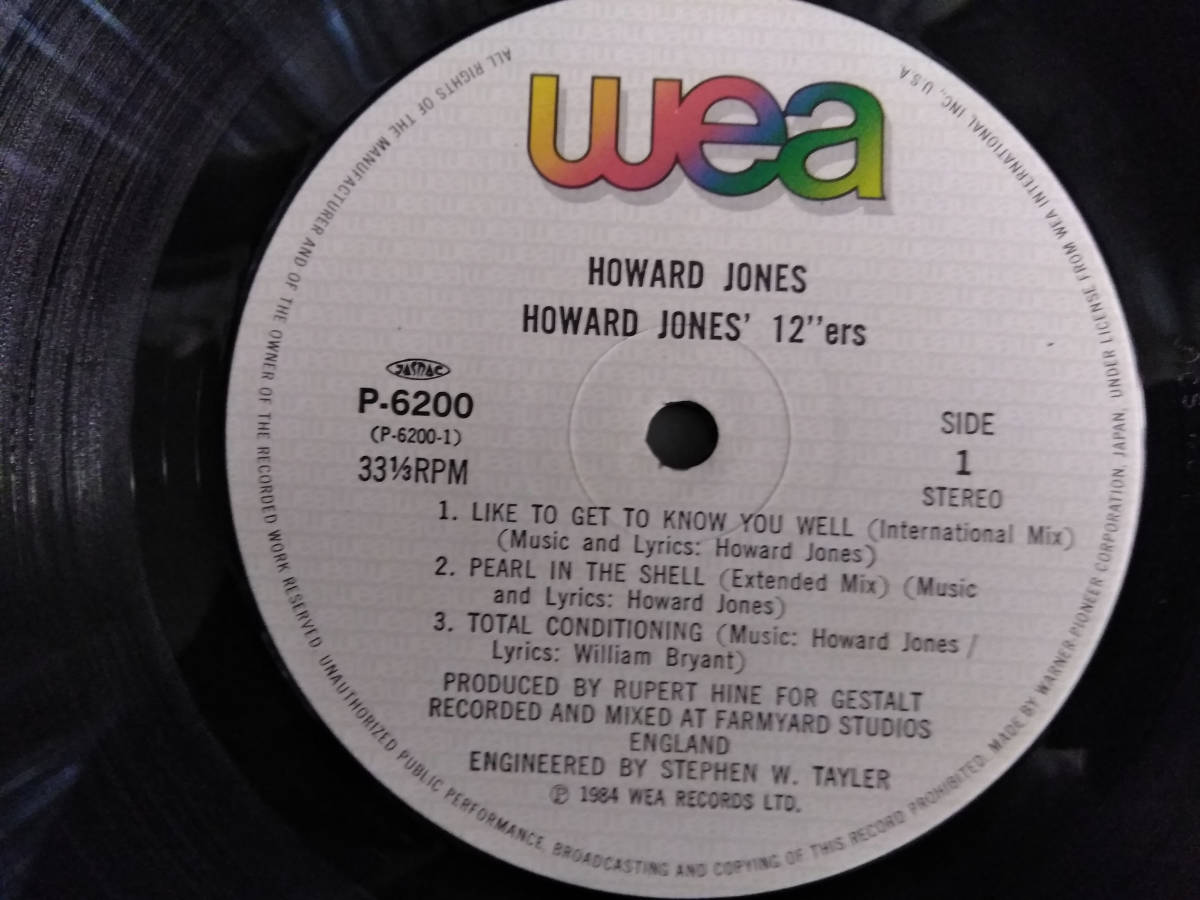 wea
HOWARD JONES
HOWARD JONES' 12"ers
JASRAC
P-6200
(P-6200-1)
33⅓RPM
SIDE
1
STEREO
1. LIKE TO GET TO KNOW YOU WELL (International Mix)
(Music and Lyrics: Howard Jones)
2. PEARL IN THE SHELL (Extended Mix) (Music
and Lyrics: Howard Jones)
3. TOTAL CONDITIONING (Music: Howard Jones /
Lyrics: William Bryant)
PRODUCED BY RUPERT HINE FOR GESTALT
RECORDED AND MIXED AT FARMYARD STUDIOS
ENGLAND
ENGINEERED BY STEPHEN W. TAYLER
℗ 1984 WEA RECORDS LTD.
ALL RIGHTS OF THE MANUFACTURER AND OF THE OWNER OF THE RECORDED WORK RESERVED. UNAUTHORIZED PUBLIC PERFORMANCE, BROADCASTING AND COPYING OF THIS RECORD PROHIBITED. MADE BY WARNER-PIONEER CORPORATION, JAPAN, UNDER LICENSE FROM WEA INTERNATIONAL INC., U.S.A.